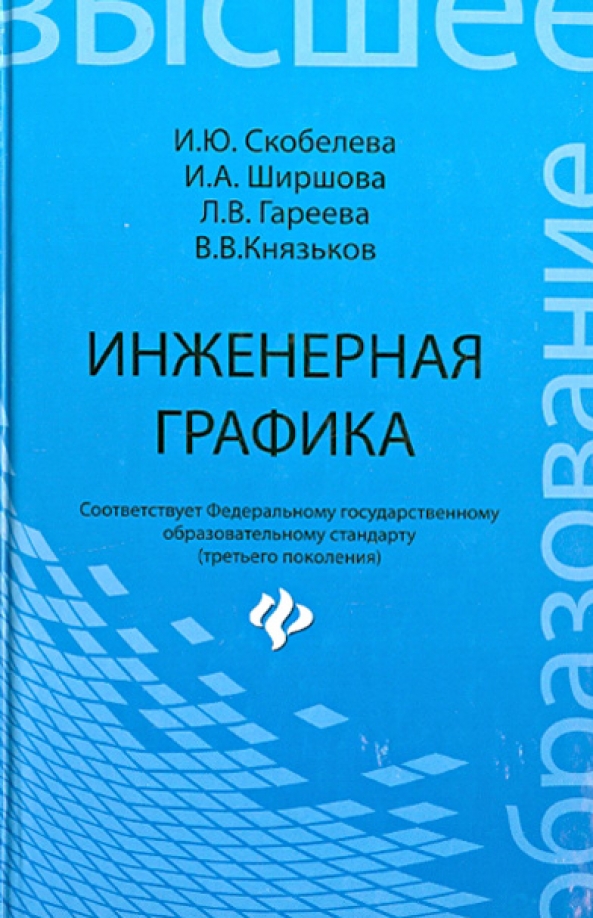 высшее
И.Ю. Скобелева
И.А. Ширшова
Л.В. Гареева
В.В.Князьков
ИНЖЕНЕРНАЯ
ГРАФИКА
Соответствует Федеральному государственному
образовательному стандарту
(третьего поколения)
образование